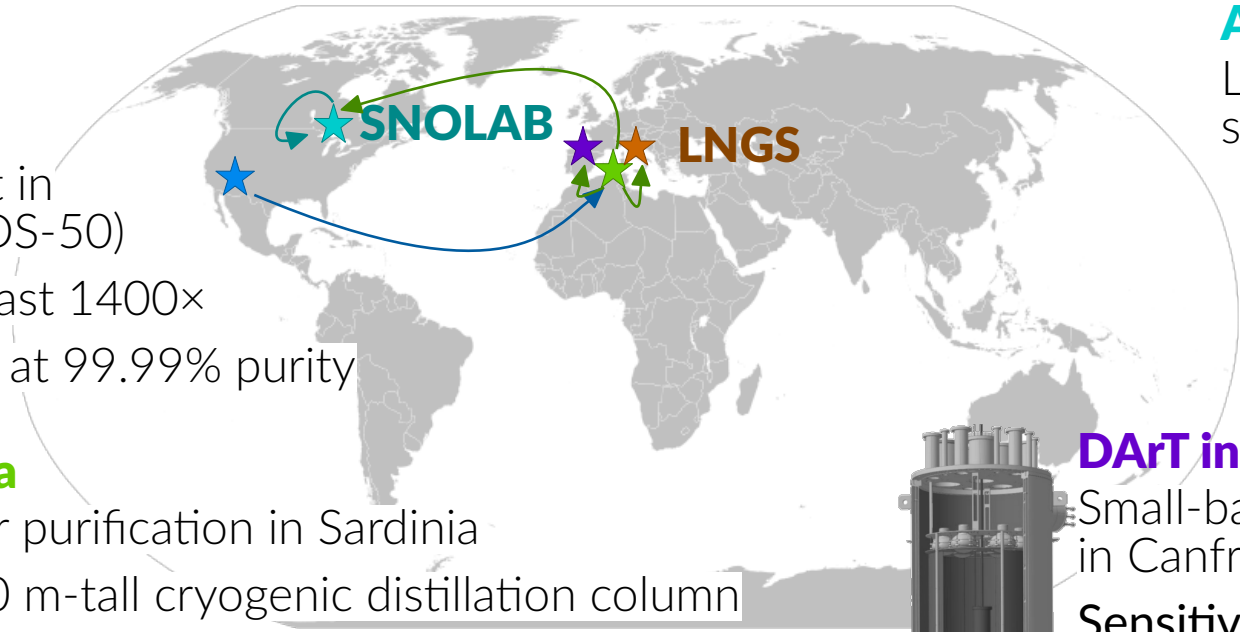 SNOLAB
LNGS
t in
DS-50)
ast 1400×
at 99.99% purity
a
r purification in Sardinia
0 m-tall cryogenic distillation column
A
L
s
DArT in
Small-ba
in Canfr
Sensitiv